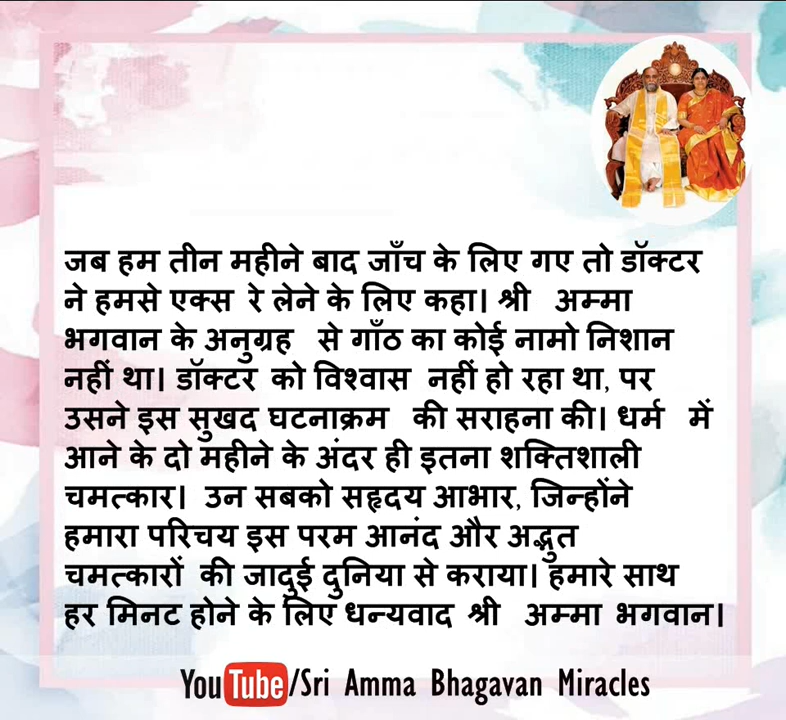 जब हम तीन महीने बाद जाँच के लिए गए तो डॉक्टर
ने हमसे एक्स रे लेने के लिए कहा। श्री अम्मा
भगवान के अनुग्रह से गाँठ का कोई नामो निशान
नहीं था। डॉक्टर को विश्वास नहीं हो रहा था, पर
उसने इस सुखद घटनाक्रम की सराहना की। धर्म में
आने के दो महीने के अंदर ही इतना शक्तिशाली
चमत्कार। उन सबको सहृदय आभार, जिन्होंने
हमारा परिचय इस परम आनंद और अद्भुत
चमत्कारों की जादुई दुनिया से कराया। हमारे साथ
हर मिनट होने के लिए धन्यवाद श्री अम्मा भगवान।
YouTube/Sri Amma Bhagavan Miracles